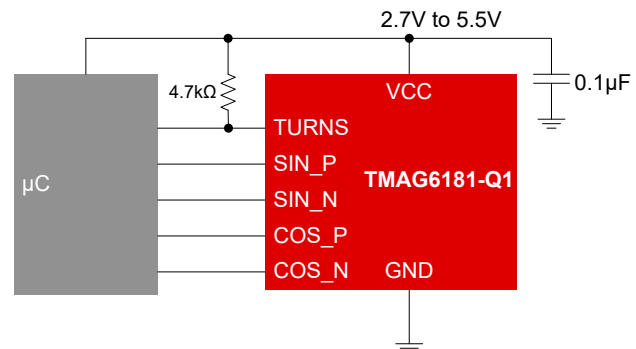 2.7V to 5.5V
4.7kΩ
VCC
0.1µF
TURNS
SIN_P
µC
TMAG6181-Q1
SIN_N
COS_P
COS_N
GND